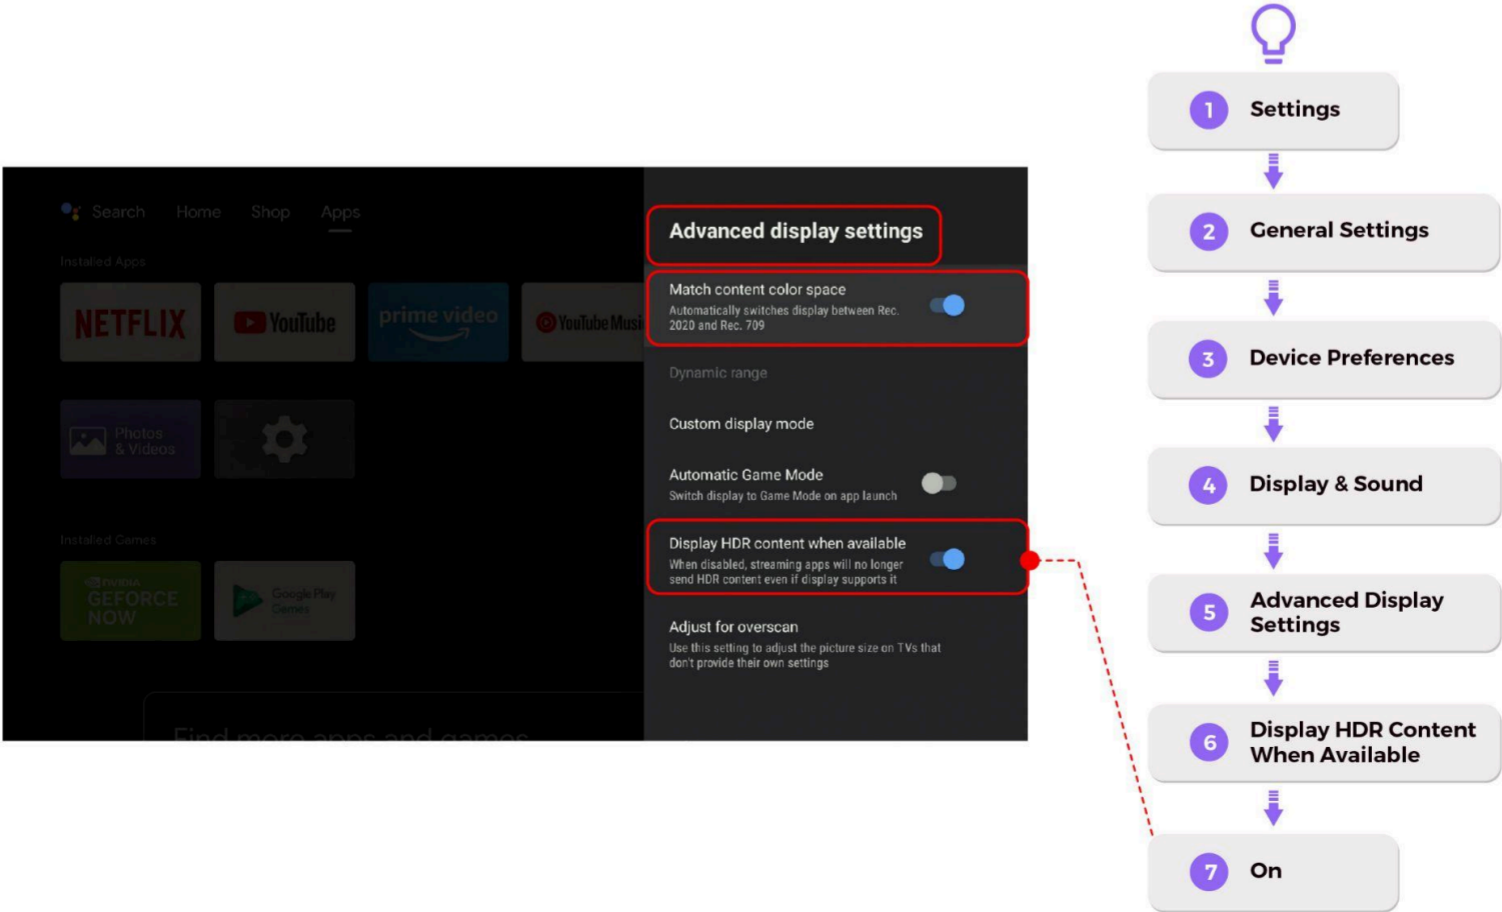 Search Home Shop Apps
Installed Apps
NETFLIX
YouTube
prime video
YouTube Musi
Photos
& Videos
Installed Games
NVIDIA
GEFORCE
NOW
Google Play
Games
Find more apps and games
Advanced display settings
Match content color space
Automatically switches display between Rec.
2020 and Rec. 709
Dynamic range
Custom display mode
Automatic Game Mode
Switch display to Game Mode on app launch
Display HDR content when available
When disabled, streaming apps will no longer
send HDR content even if display supports it
Adjust for overscan
Use this setting to adjust the picture size on TVs that
don't provide their own settings
1 Settings
2 General Settings
3 Device Preferences
4 Display & Sound
5 Advanced Display
Settings
6 Display HDR Content
When Available
7 On